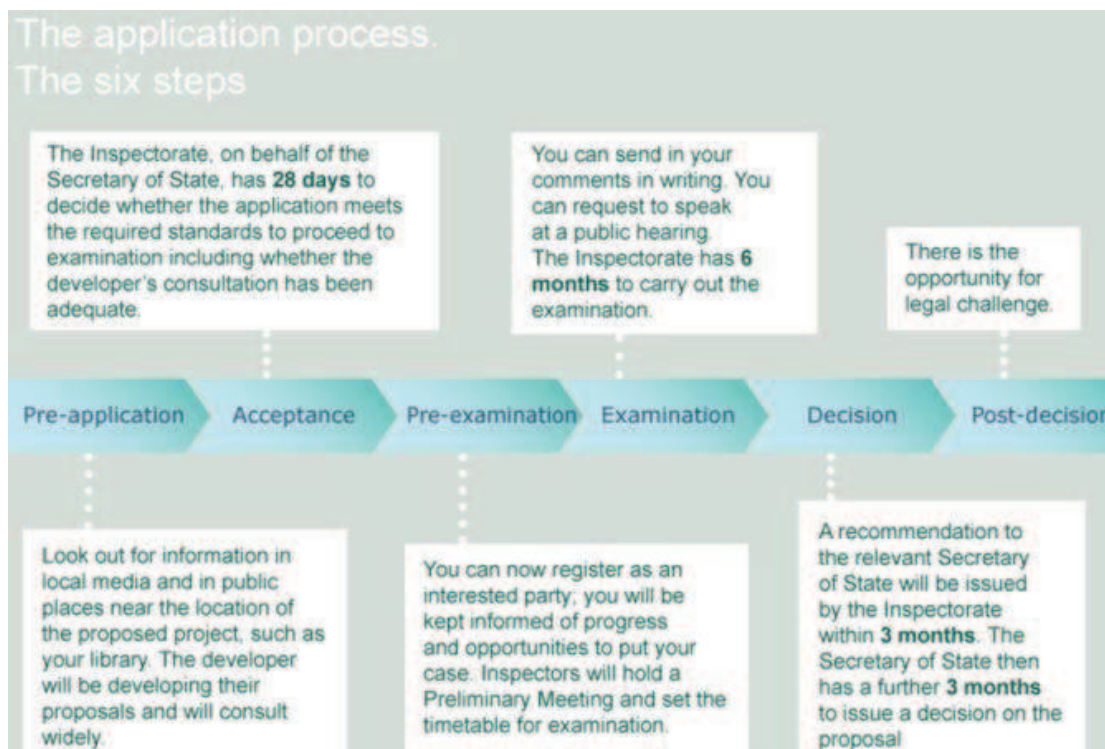 The application process.
The six steps
The Inspectorate, on behalf of the
Secretary of State, has 28 days to
decide whether the application meets
the required standards to proceed to
examination including whether the
developer's consultation has been
adequate.
You can send in your
comments in writing. You
can request to speak
at a public hearing.
The Inspectorate has 6
months to carry out the
examination.
There is the
opportunity for
legal challenge.
Pre-application
Acceptance
Pre-examination
Examination
Decision
Post-decision
Look out for information in
local media and in public
places near the location of
the proposed project, such as
your library. The developer
will be developing their
proposals and will consult
widely.
You can now register as an
interested party; you will be
kept informed of progress
and opportunities to put your
case. Inspectors will hold a
Preliminary Meeting and set the
timetable for examination.
A recommendation to
the relevant Secretary
of State will be issued
by the Inspectorate
within 3 months. The
Secretary of State then
has a further 3 months
to issue a decision on the
proposal